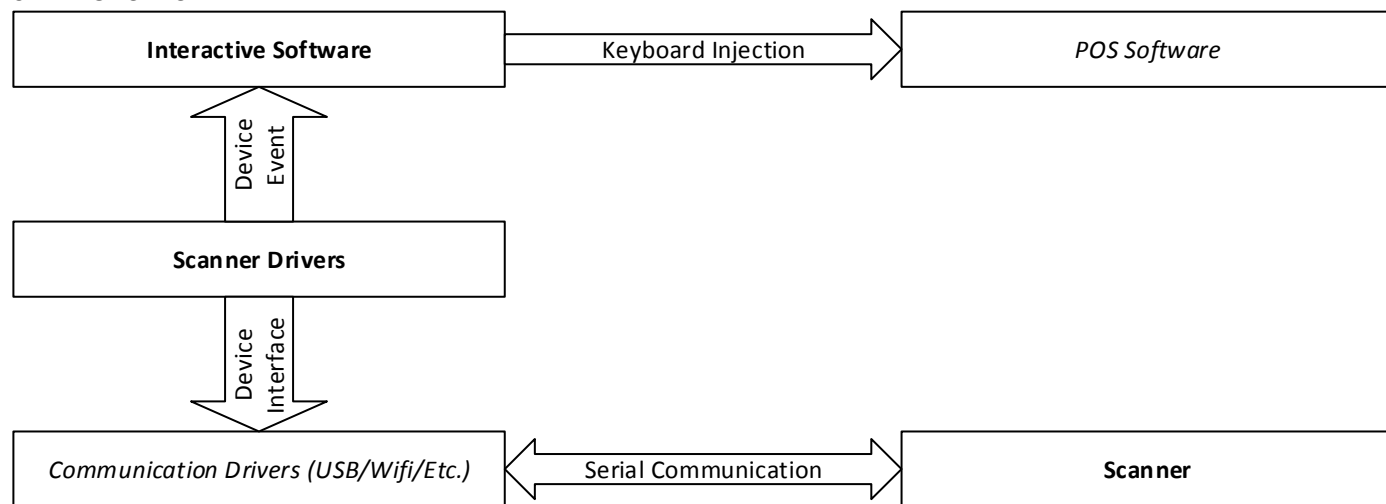 Interactive Software
Keyboard Injection
POS Software
Device
Event
Scanner Drivers
Device
Interface
Communication Drivers (USB/Wifi/Etc.)
Serial Communication
Scanner